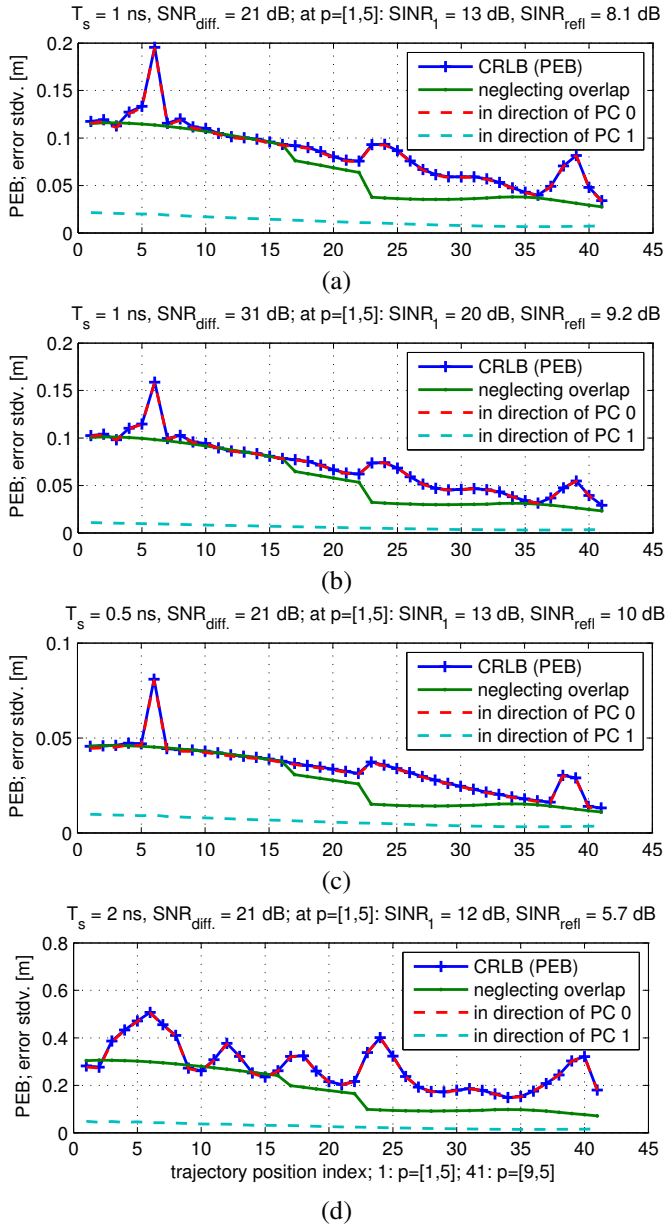 T_s = 1 ns, SNR_diff. = 21 dB; at p=[1,5]: SINR_1 = 13 dB, SINR_refl = 8.1 dB
PEB; error stdv. [m]
0.2
0.15
0.1
0.05
0
0 5 10 15 20 25 30 35 40 45
CRLB (PEB)
neglecting overlap
in direction of PC 0
in direction of PC 1
(a)
T_s = 1 ns, SNR_diff. = 31 dB; at p=[1,5]: SINR_1 = 20 dB, SINR_refl = 9.2 dB
PEB; error stdv. [m]
0.2
0.15
0.1
0.05
0
0 5 10 15 20 25 30 35 40 45
CRLB (PEB)
neglecting overlap
in direction of PC 0
in direction of PC 1
(b)
T_s = 0.5 ns, SNR_diff. = 21 dB; at p=[1,5]: SINR_1 = 13 dB, SINR_refl = 10 dB
PEB; error stdv. [m]
0.1
0.05
0
0 5 10 15 20 25 30 35 40 45
CRLB (PEB)
neglecting overlap
in direction of PC 0
in direction of PC 1
(c)
T_s = 2 ns, SNR_diff. = 21 dB; at p=[1,5]: SINR_1 = 12 dB, SINR_refl = 5.7 dB
PEB; error stdv. [m]
0.8
0.6
0.4
0.2
0
0 5 10 15 20 25 30 35 40 45
CRLB (PEB)
neglecting overlap
in direction of PC 0
in direction of PC 1
trajectory position index; 1: p=[1,5]; 41: p=[9,5]
(d)